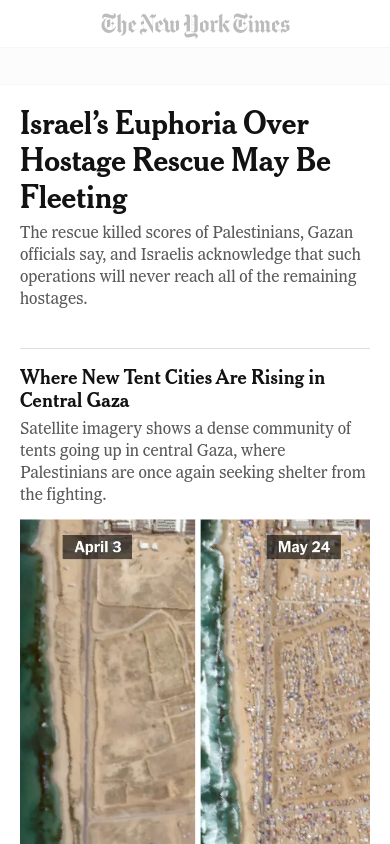 The New York Times
Israel’s Euphoria Over
Hostage Rescue May Be
Fleeting
The rescue killed scores of Palestinians, Gazan
officials say, and Israelis acknowledge that such
operations will never reach all of the remaining
hostages.
Where New Tent Cities Are Rising in
Central Gaza
Satellite imagery shows a dense community of
tents going up in central Gaza, where
Palestinians are once again seeking shelter from
the fighting.
April 3
May 24